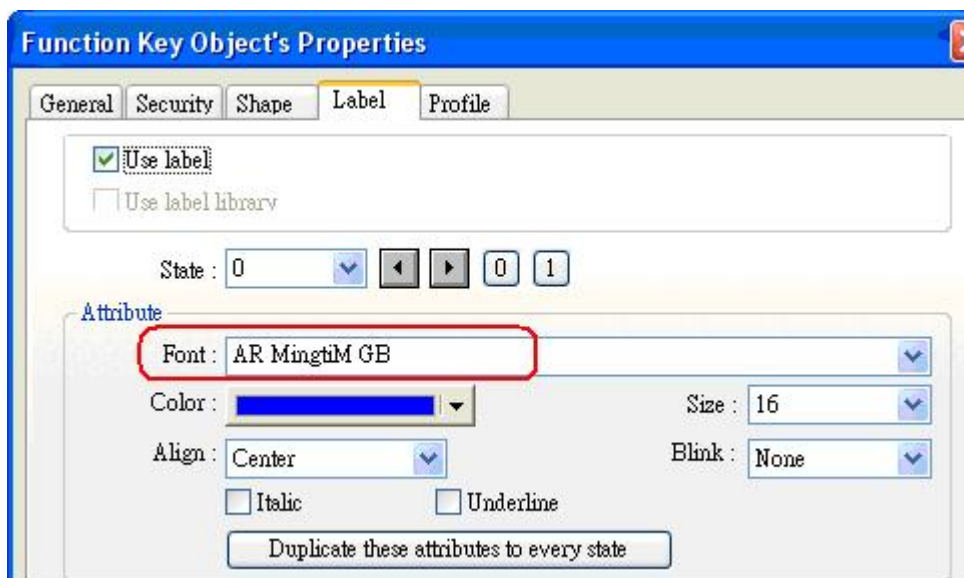 Function Key Object's Properties
General Security Shape Label Profile
Use label
Use label library
State : 0 0 1
Attribute
Font : AR MingtiM GB
Color : Size : 16
Align : Center Blink : None
Italic Underline
Duplicate these attributes to every state